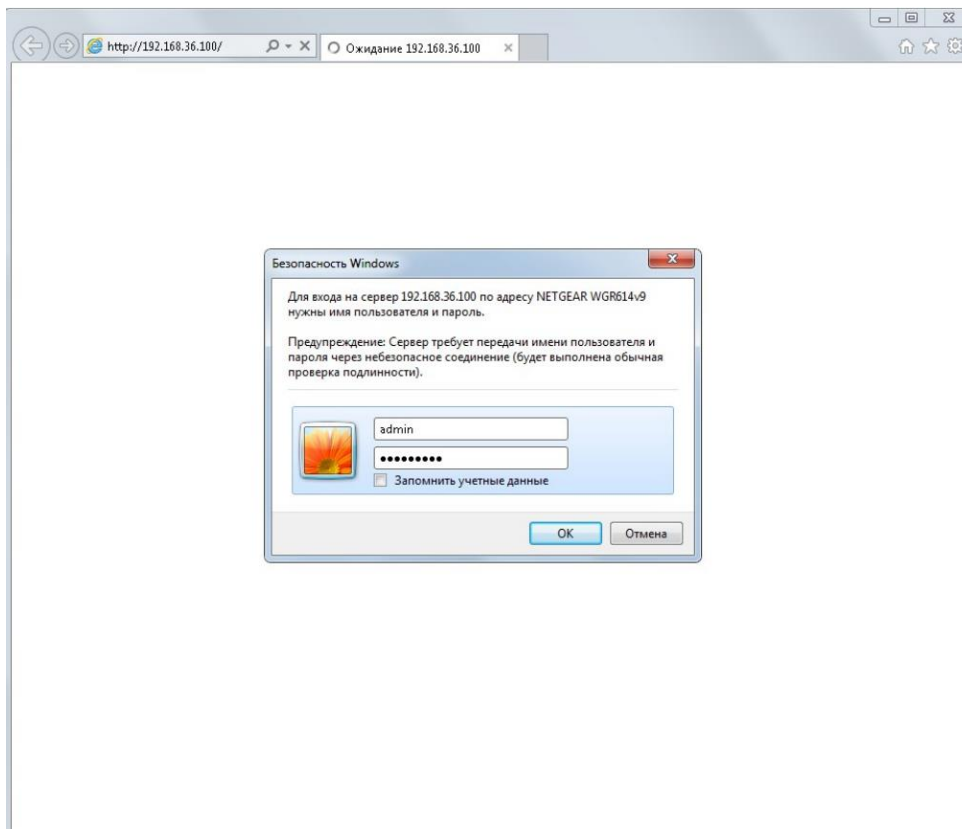 http://192.168.36.100/
Ожидание 192.168.36.100
Безопасность Windows
Для входа на сервер 192.168.36.100 по адресу NETGEAR WGR614v9
нужны имя пользователя и пароль.
Предупреждение: Сервер требует передачи имени пользователя и
пароля через небезопасное соединение (будет выполнена обычная
проверка подлинности).
admin
•••••••••
Запомнить учетные данные
OK
Отмена